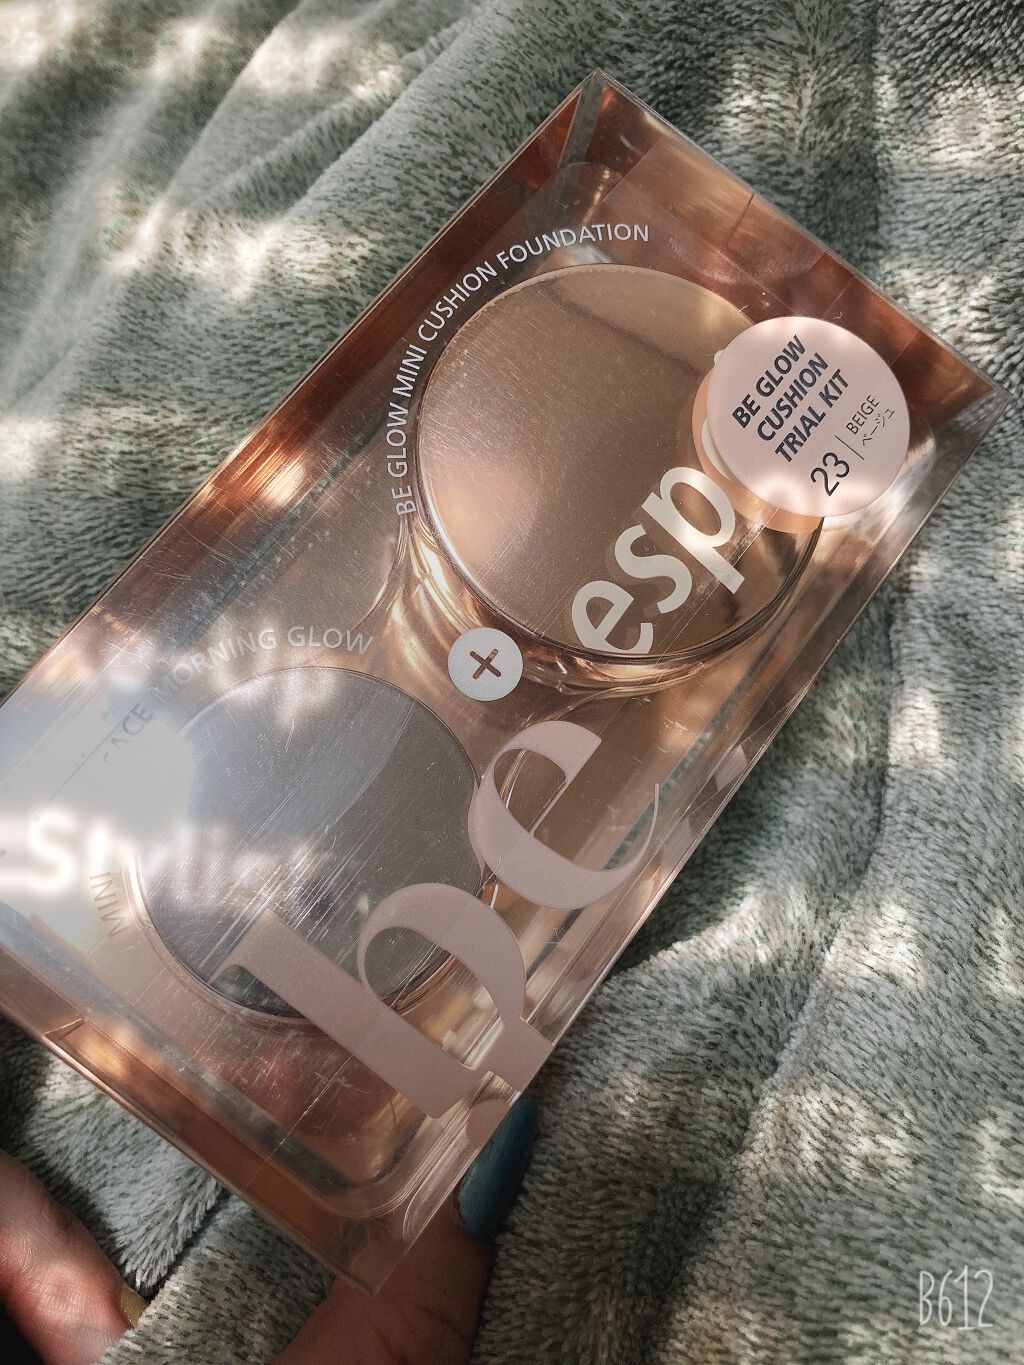 BE GLOW MINI CUSHION FOUNDATION
BE GLOW
CUSHION
TRIAL KIT
23 | BEIGE
ベージュ
esp
+
MINI
FACE MORNING GLOW
be
B612